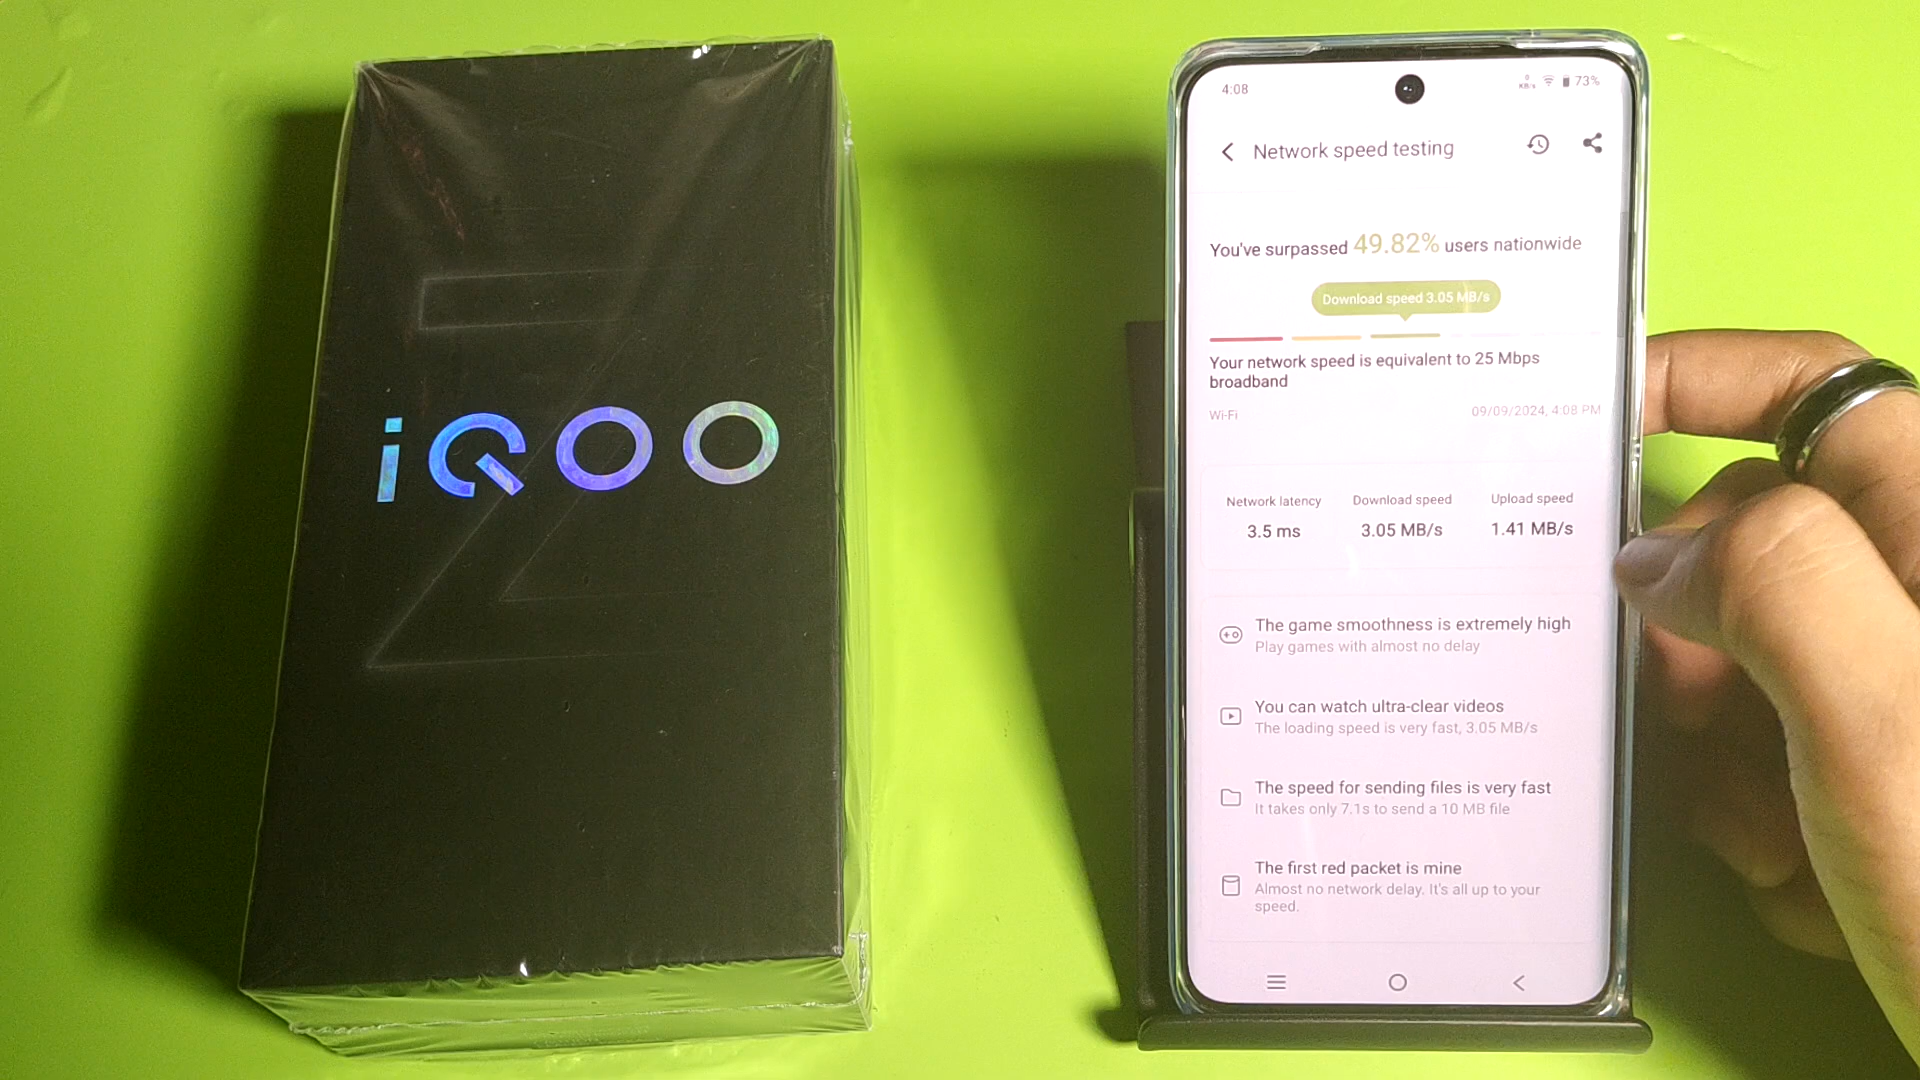 iQOO
4:08
0
KB/s
73%
Network speed testing
You've surpassed 49.82% users nationwide
Download speed 3.05 MB/s
Your network speed is equivalent to 25 Mbps
broadband
Wi-Fi
09/09/2024, 4:08 PM
Network latency
Download speed
Upload speed
3.5 ms
3.05 MB/s
1.41 MB/s
The game smoothness is extremely high
Play games with almost no delay
You can watch ultra-clear videos
The loading speed is very fast, 3.05 MB/s
The speed for sending files is very fast
It takes only 7.1s to send a 10 MB file
The first red packet is mine
Almost no network delay. It's all up to your
speed.